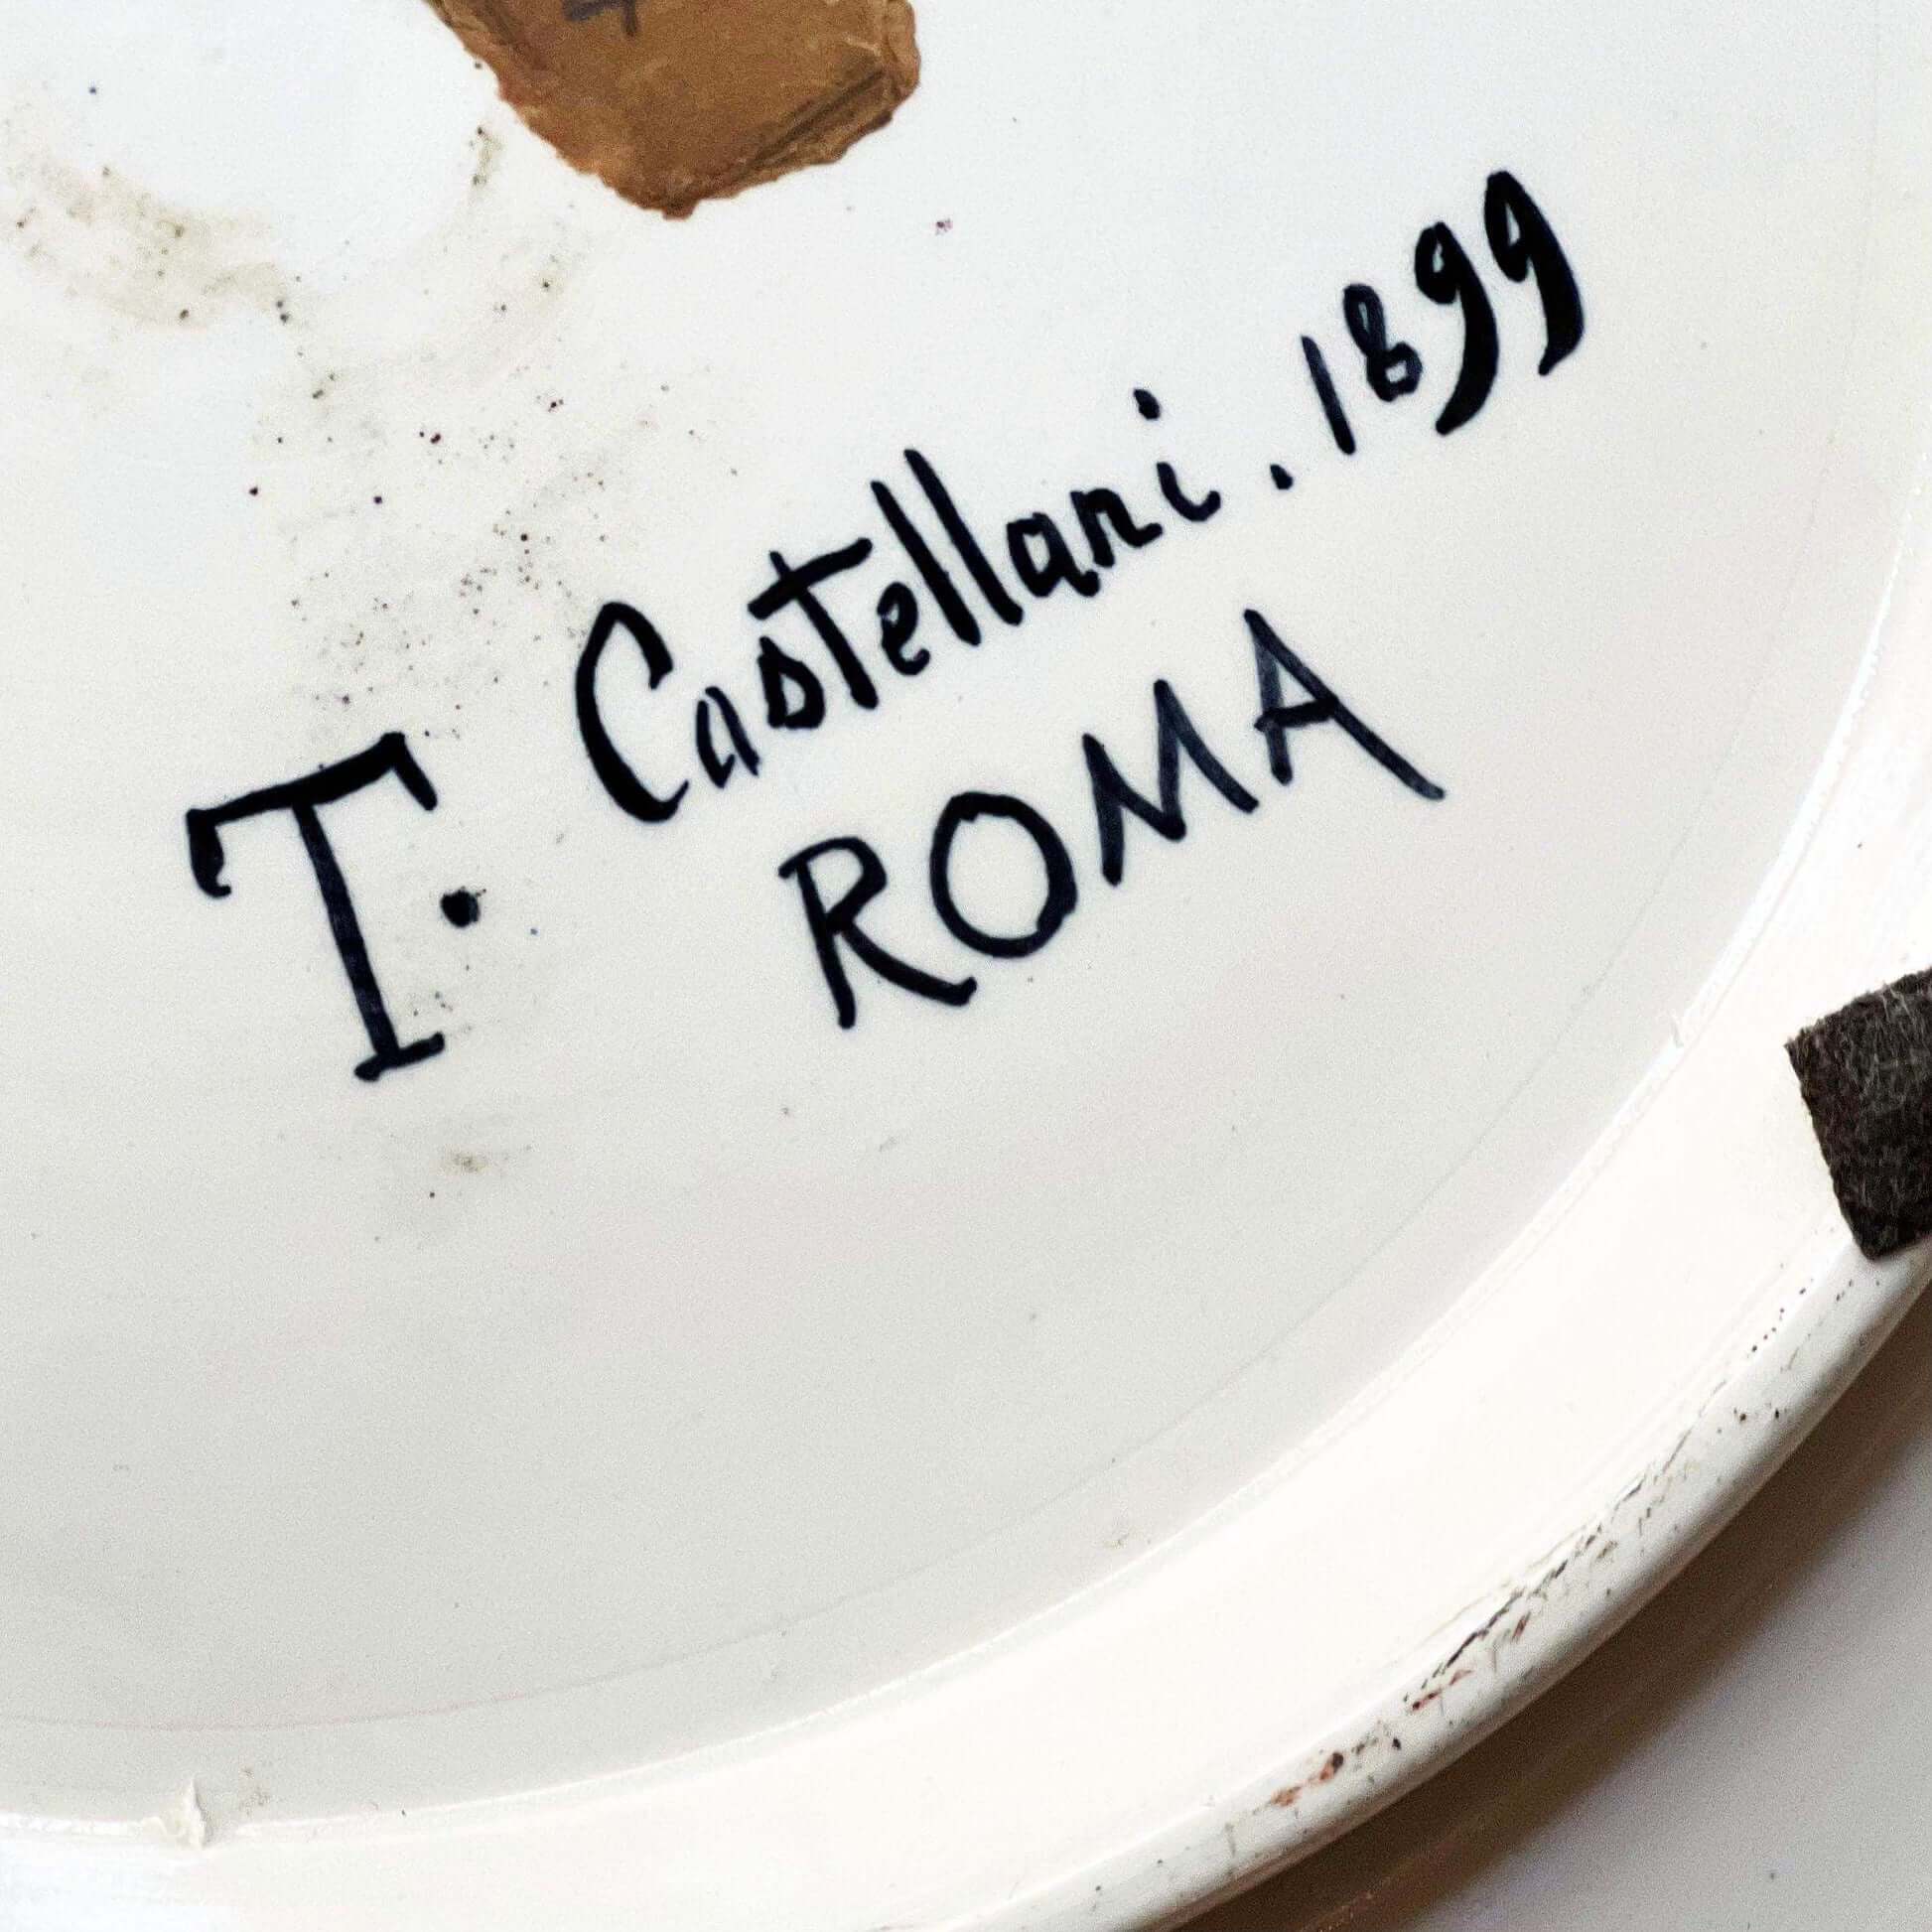 T. Castellani. 1899
ROMA